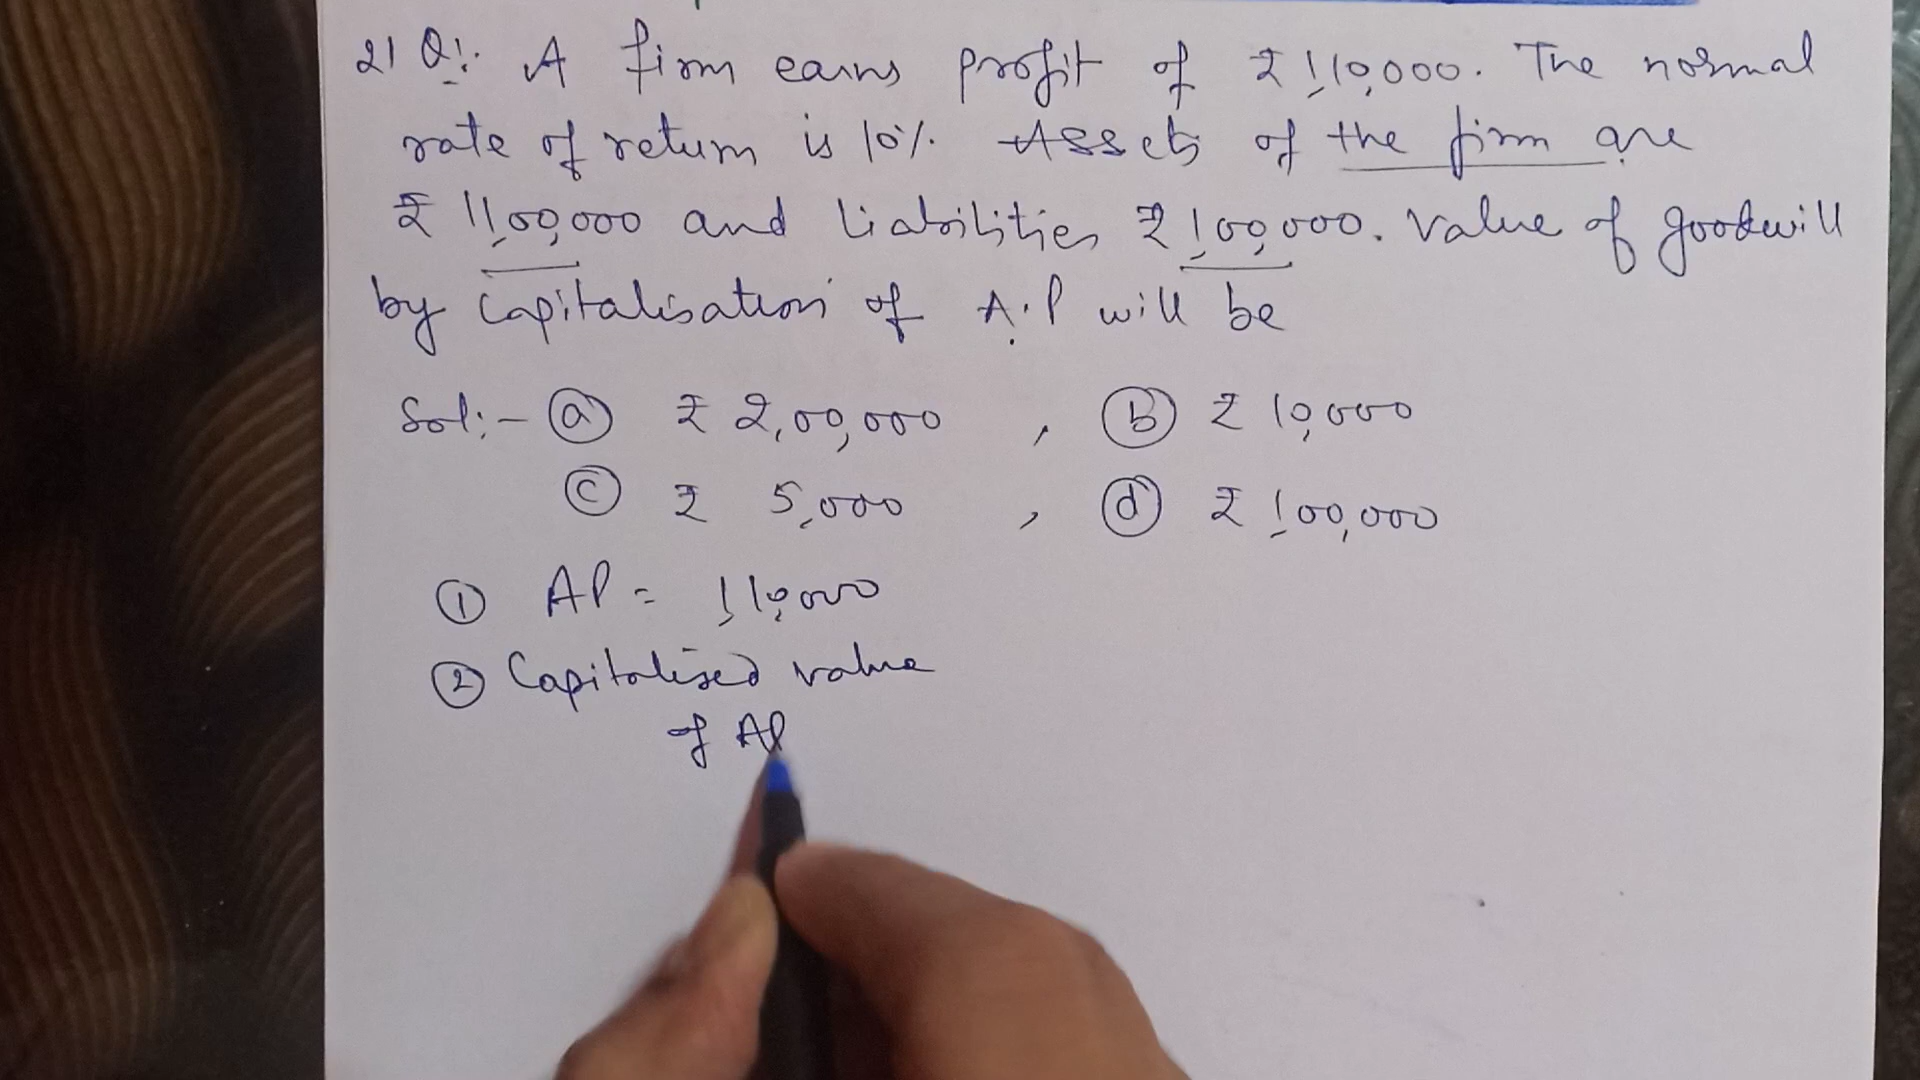 21 Q!. A firm earns profit of ₹ 1,10,000. The normal
rate of return is 10%. Assets of the firm are
₹ 11,00,000 and liabilities ₹ 1,00,000. Value of goodwill
by capitalisation of A.P will be
Sol:- (a) ₹ 2,00,000 , (b) ₹ 10,000
(c) ₹ 5,000 , (d) ₹ 1,00,000
① AP = 1,10,000
② Capitalised value
of AP